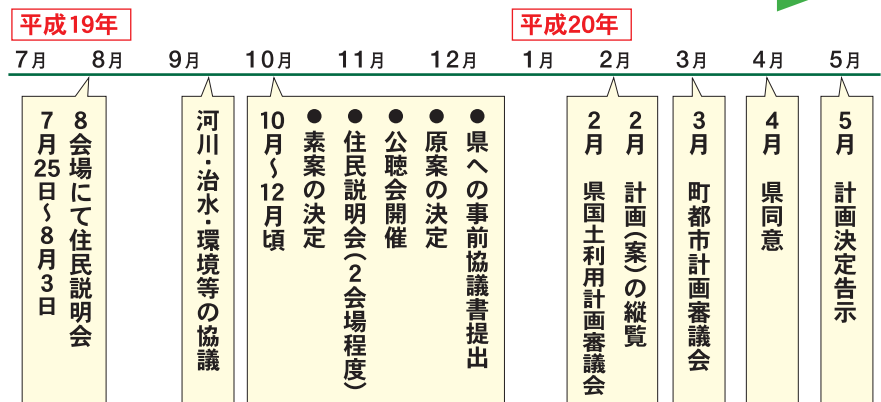 平成19年
平成20年
7月 8月 9月 10月 11月 12月 1月 2月 3月 4月 5月
7月25日～8月3日
8会場にて住民説明会
河川・治水・環境等の協議
10月～12月頃
●素案の決定
●住民説明会(2会場程度)
●公聴会開催
●原案の決定
●県への事前協議書提出
2月 県国土利用計画審議会
2月 計画(案)の縦覧
3月 町都市計画審議会
4月 県同意
5月 計画決定告示